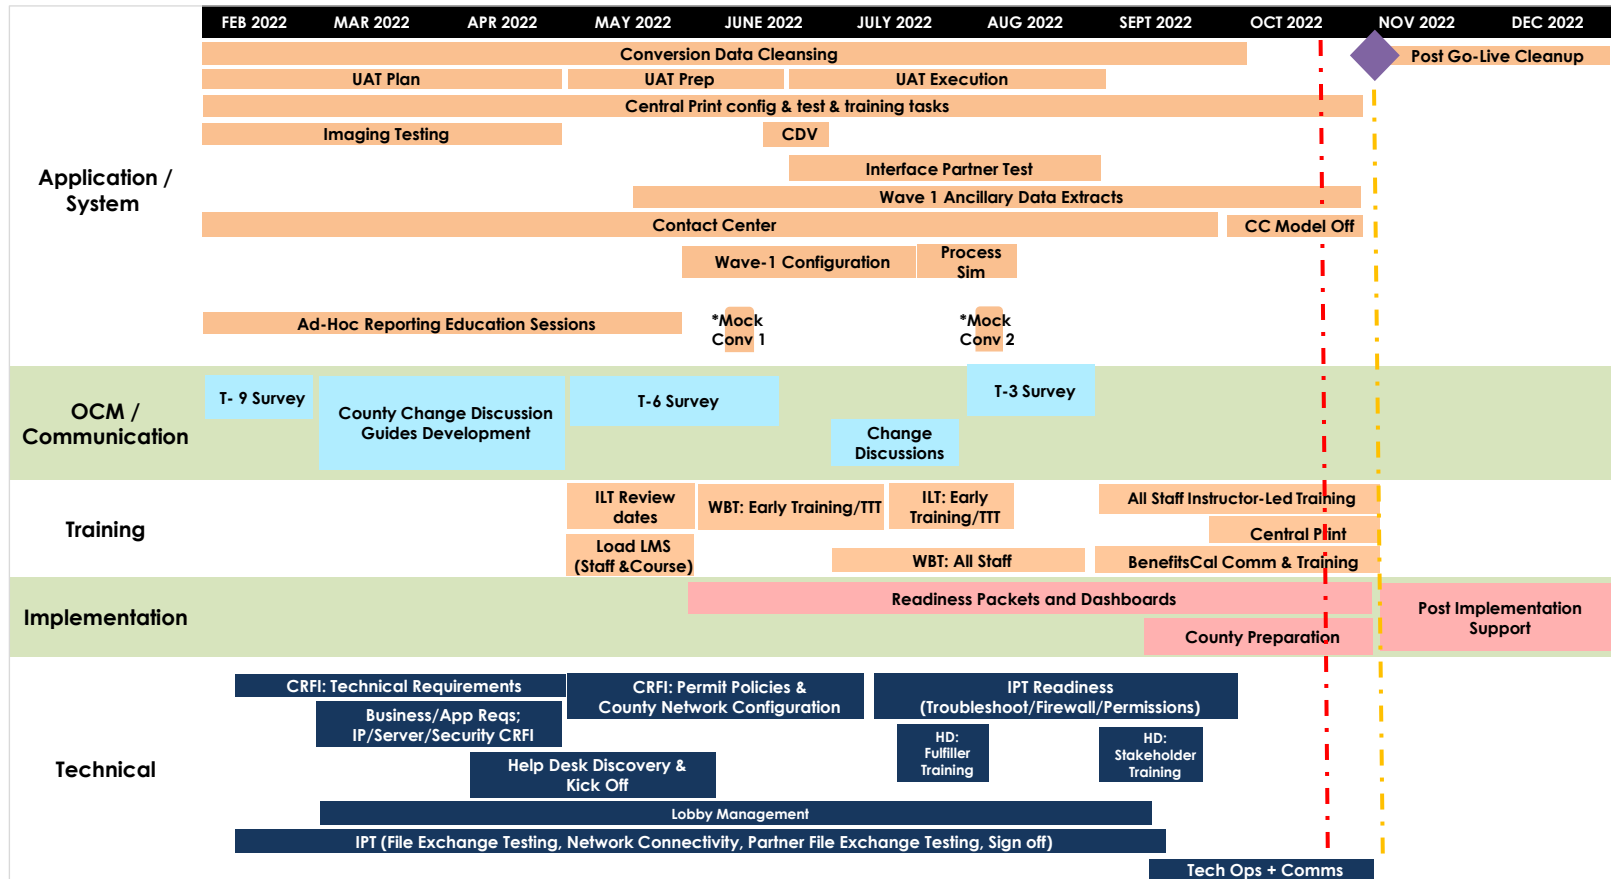 FEB 2022 MAR 2022 APR 2022 MAY 2022 JUNE 2022 JULY 2022 AUG 2022 SEPT 2022 OCT 2022 NOV 2022 DEC 2022
Application /
System
Conversion Data Cleansing
Post Go-Live Cleanup
UAT Plan
UAT Prep
UAT Execution
Central Print config & test & training tasks
Imaging Testing
CDV
Interface Partner Test
Wave 1 Ancillary Data Extracts
Contact Center
CC Model Off
Wave-1 Configuration
Process
Sim
Ad-Hoc Reporting Education Sessions
*Mock
Conv 1
*Mock
Conv 2
OCM /
Communication
T- 9 Survey
County Change Discussion
Guides Development
T-6 Survey
Change
Discussions
T-3 Survey
Training
ILT Review
dates
WBT: Early Training/TTT
ILT: Early
Training/TTT
All Staff Instructor-Led Training
Central Print
Load LMS
(Staff &Course)
WBT: All Staff
BenefitsCal Comm & Training
Implementation
Readiness Packets and Dashboards
County Preparation
Post Implementation
Support
Technical
CRFI: Technical Requirements
CRFI: Permit Policies &
County Network Configuration
IPT Readiness
(Troubleshoot/Firewall/Permissions)
Business/App Reqs;
IP/Server/Security CRFI
HD:
Fulfiller
Training
HD:
Stakeholder
Training
Help Desk Discovery &
Kick Off
Lobby Management
IPT (File Exchange Testing, Network Connectivity, Partner File Exchange Testing, Sign off)
Tech Ops + Comms